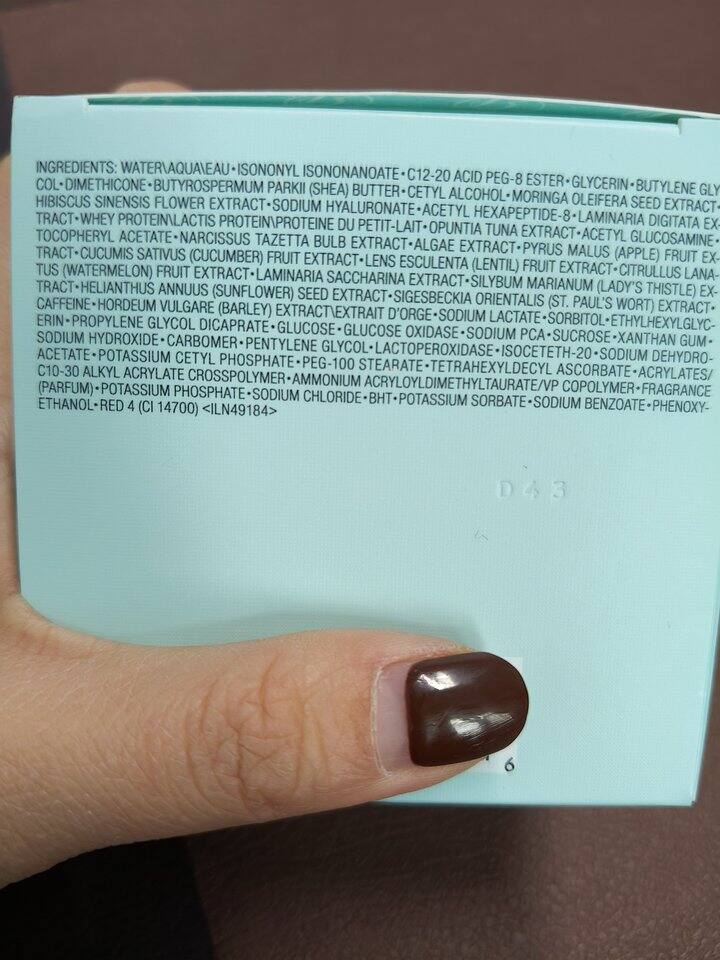 INGREDIENTS: WATER\AQUA\EAU•ISONONYL ISONONANOATE•C12-20 ACID PEG-8 ESTER•GLYCERIN•BUTYLENE GLY
COL•DIMETHICONE•BUTYROSPERMUM PARKII (SHEA) BUTTER•CETYL ALCOHOL•MORINGA OLEIFERA SEED EXTRACT•
HIBISCUS SINENSIS FLOWER EXTRACT•SODIUM HYALURONATE•ACETYL HEXAPEPTIDE-8•LAMINARIA DIGITATA EX-
TRACT•WHEY PROTEIN\LACTIS PROTEIN\PROTEINE DU PETIT-LAIT•OPUNTIA TUNA EXTRACT•ACETYL GLUCOSAMINE•
TOCOPHERYL ACETATE•NARCISSUS TAZETTA BULB EXTRACT•ALGAE EXTRACT•PYRUS MALUS (APPLE) FRUIT EX-
TRACT•CUCUMIS SATIVUS (CUCUMBER) FRUIT EXTRACT•LENS ESCULENTA (LENTIL) FRUIT EXTRACT•CITRULLUS LANA-
TUS (WATERMELON) FRUIT EXTRACT•LAMINARIA SACCHARINA EXTRACT•SILYBUM MARIANUM (LADY'S THISTLE) EX-
TRACT•HELIANTHUS ANNUUS (SUNFLOWER) SEED EXTRACT•SIGESBECKIA ORIENTALIS (ST. PAUL'S WORT) EXTRACT•
CAFFEINE•HORDEUM VULGARE (BARLEY) EXTRACT\EXTRAIT D'ORGE•SODIUM LACTATE•SORBITOL•ETHYLHEXYLGLYC-
ERIN•PROPYLENE GLYCOL DICAPRATE•GLUCOSE•GLUCOSE OXIDASE•SODIUM PCA•SUCROSE•XANTHAN GUM•
SODIUM HYDROXIDE•CARBOMER•PENTYLENE GLYCOL•LACTOPEROXIDASE•ISOCETETH-20•SODIUM DEHYDRO-
ACETATE•POTASSIUM CETYL PHOSPHATE•PEG-100 STEARATE•TETRAHEXYLDECYL ASCORBATE•ACRYLATES/
C10-30 ALKYL ACRYLATE CROSSPOLYMER•AMMONIUM ACRYLOYLDIMETHYLTAURATE/VP COPOLYMER•FRAGRANCE
(PARFUM)•POTASSIUM PHOSPHATE•SODIUM CHLORIDE•BHT•POTASSIUM SORBATE•SODIUM BENZOATE•PHENOXY-
ETHANOL•RED 4 (CI 14700) <ILN49184>
D43
6